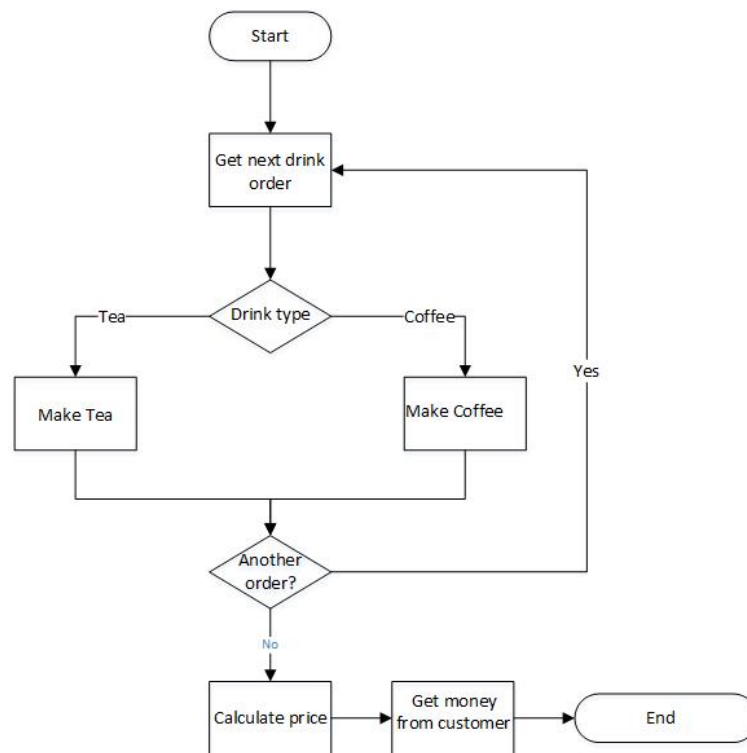 Start
Get next drink
order
Drink type
Tea
Coffee
Yes
Make Tea
Make Coffee
Another
order?
No
Calculate price
Get money
from customer
End